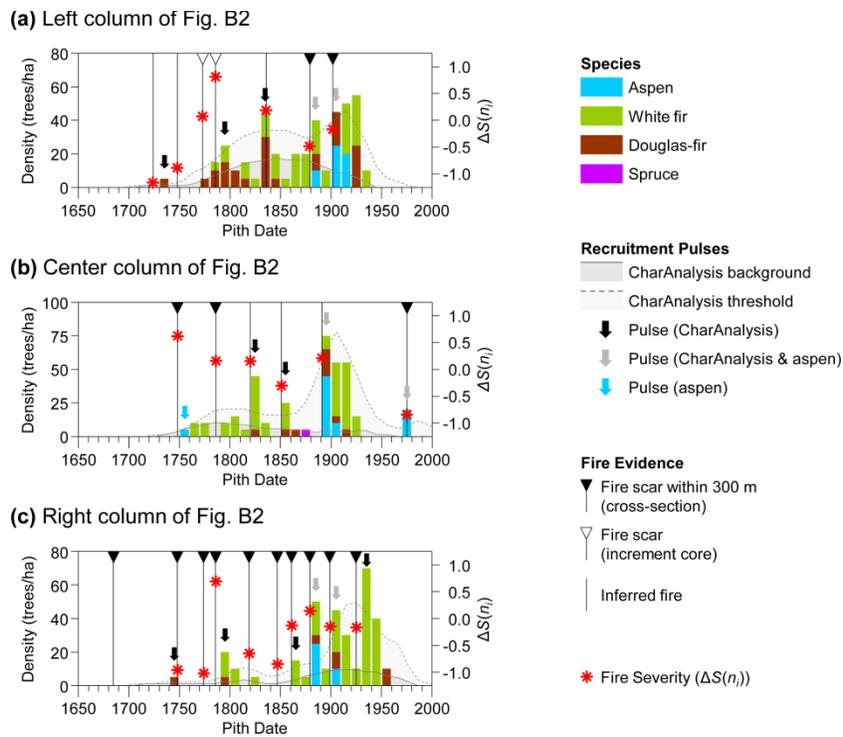 (a) Left column of Fig. B2
80
60
40
20
0
Density (trees/ha)
1.0
0.5
0.0
-0.5
-1.0
ΔS(nᵢ)
1650 1700 1750 1800 1850 1900 1950 2000
Pith Date
(b) Center column of Fig. B2
100
75
50
25
0
Density (trees/ha)
1.0
0.5
0.0
-0.5
-1.0
ΔS(nᵢ)
1650 1700 1750 1800 1850 1900 1950 2000
Pith Date
(c) Right column of Fig. B2
80
60
40
20
0
Density (trees/ha)
1.0
0.5
0.0
-0.5
-1.0
ΔS(nᵢ)
1650 1700 1750 1800 1850 1900 1950 2000
Pith Date
Species
Aspen
White fir
Douglas-fir
Spruce
Recruitment Pulses
CharAnalysis background
CharAnalysis threshold
Pulse (CharAnalysis)
Pulse (CharAnalysis & aspen)
Pulse (aspen)
Fire Evidence
Fire scar within 300 m
(cross-section)
Fire scar
(increment core)
Inferred fire
Fire Severity (ΔS(nᵢ))